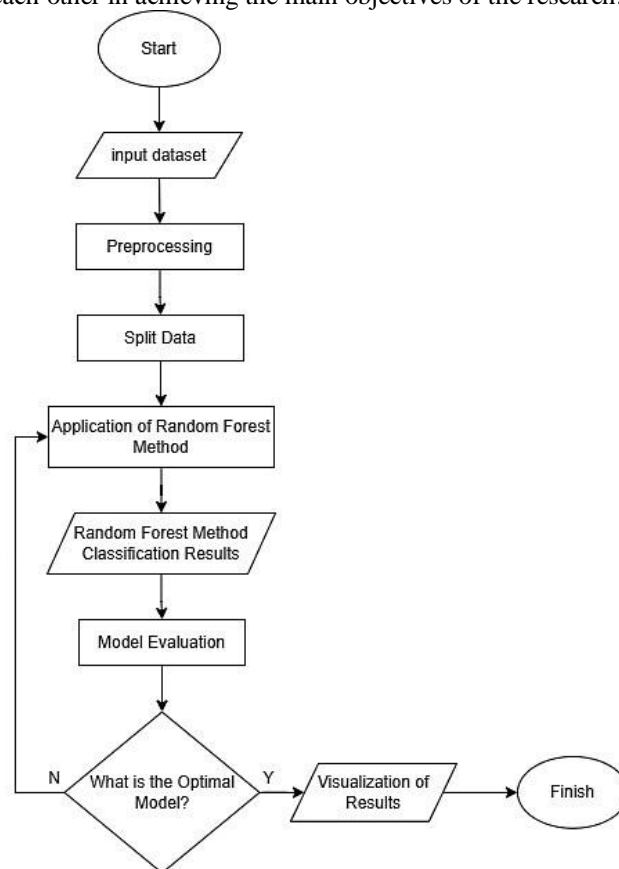 each other in achieving the main objectives of the research.
Start
input dataset
Preprocessing
Split Data
Application of Random Forest
Method
Random Forest Method
Classification Results
Model Evaluation
N
What is the Optimal
Model?
Y
Visualization of
Results
Finish